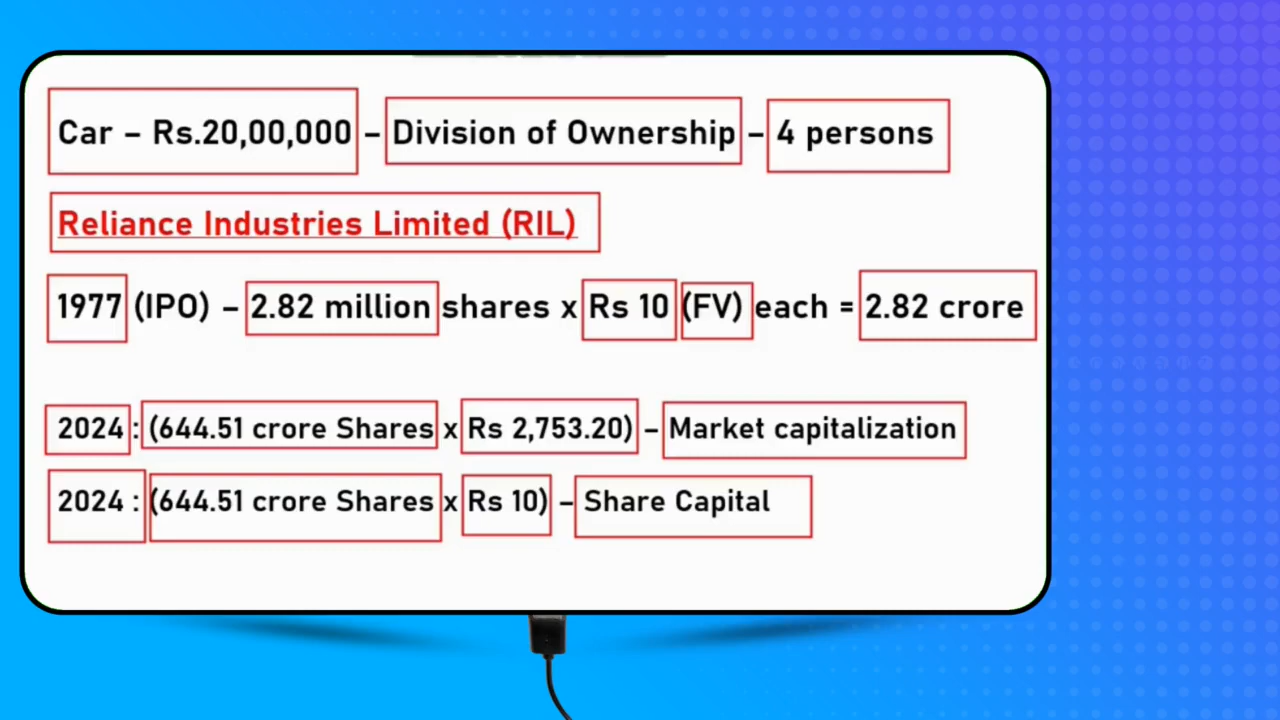 Car – Rs.20,00,000 – Division of Ownership – 4 persons
Reliance Industries Limited (RIL)
1977 (IPO) – 2.82 million shares x Rs 10 (FV) each = 2.82 crore
2024 : (644.51 crore Shares x Rs 2,753.20) – Market capitalization
2024 : (644.51 crore Shares x Rs 10) – Share Capital